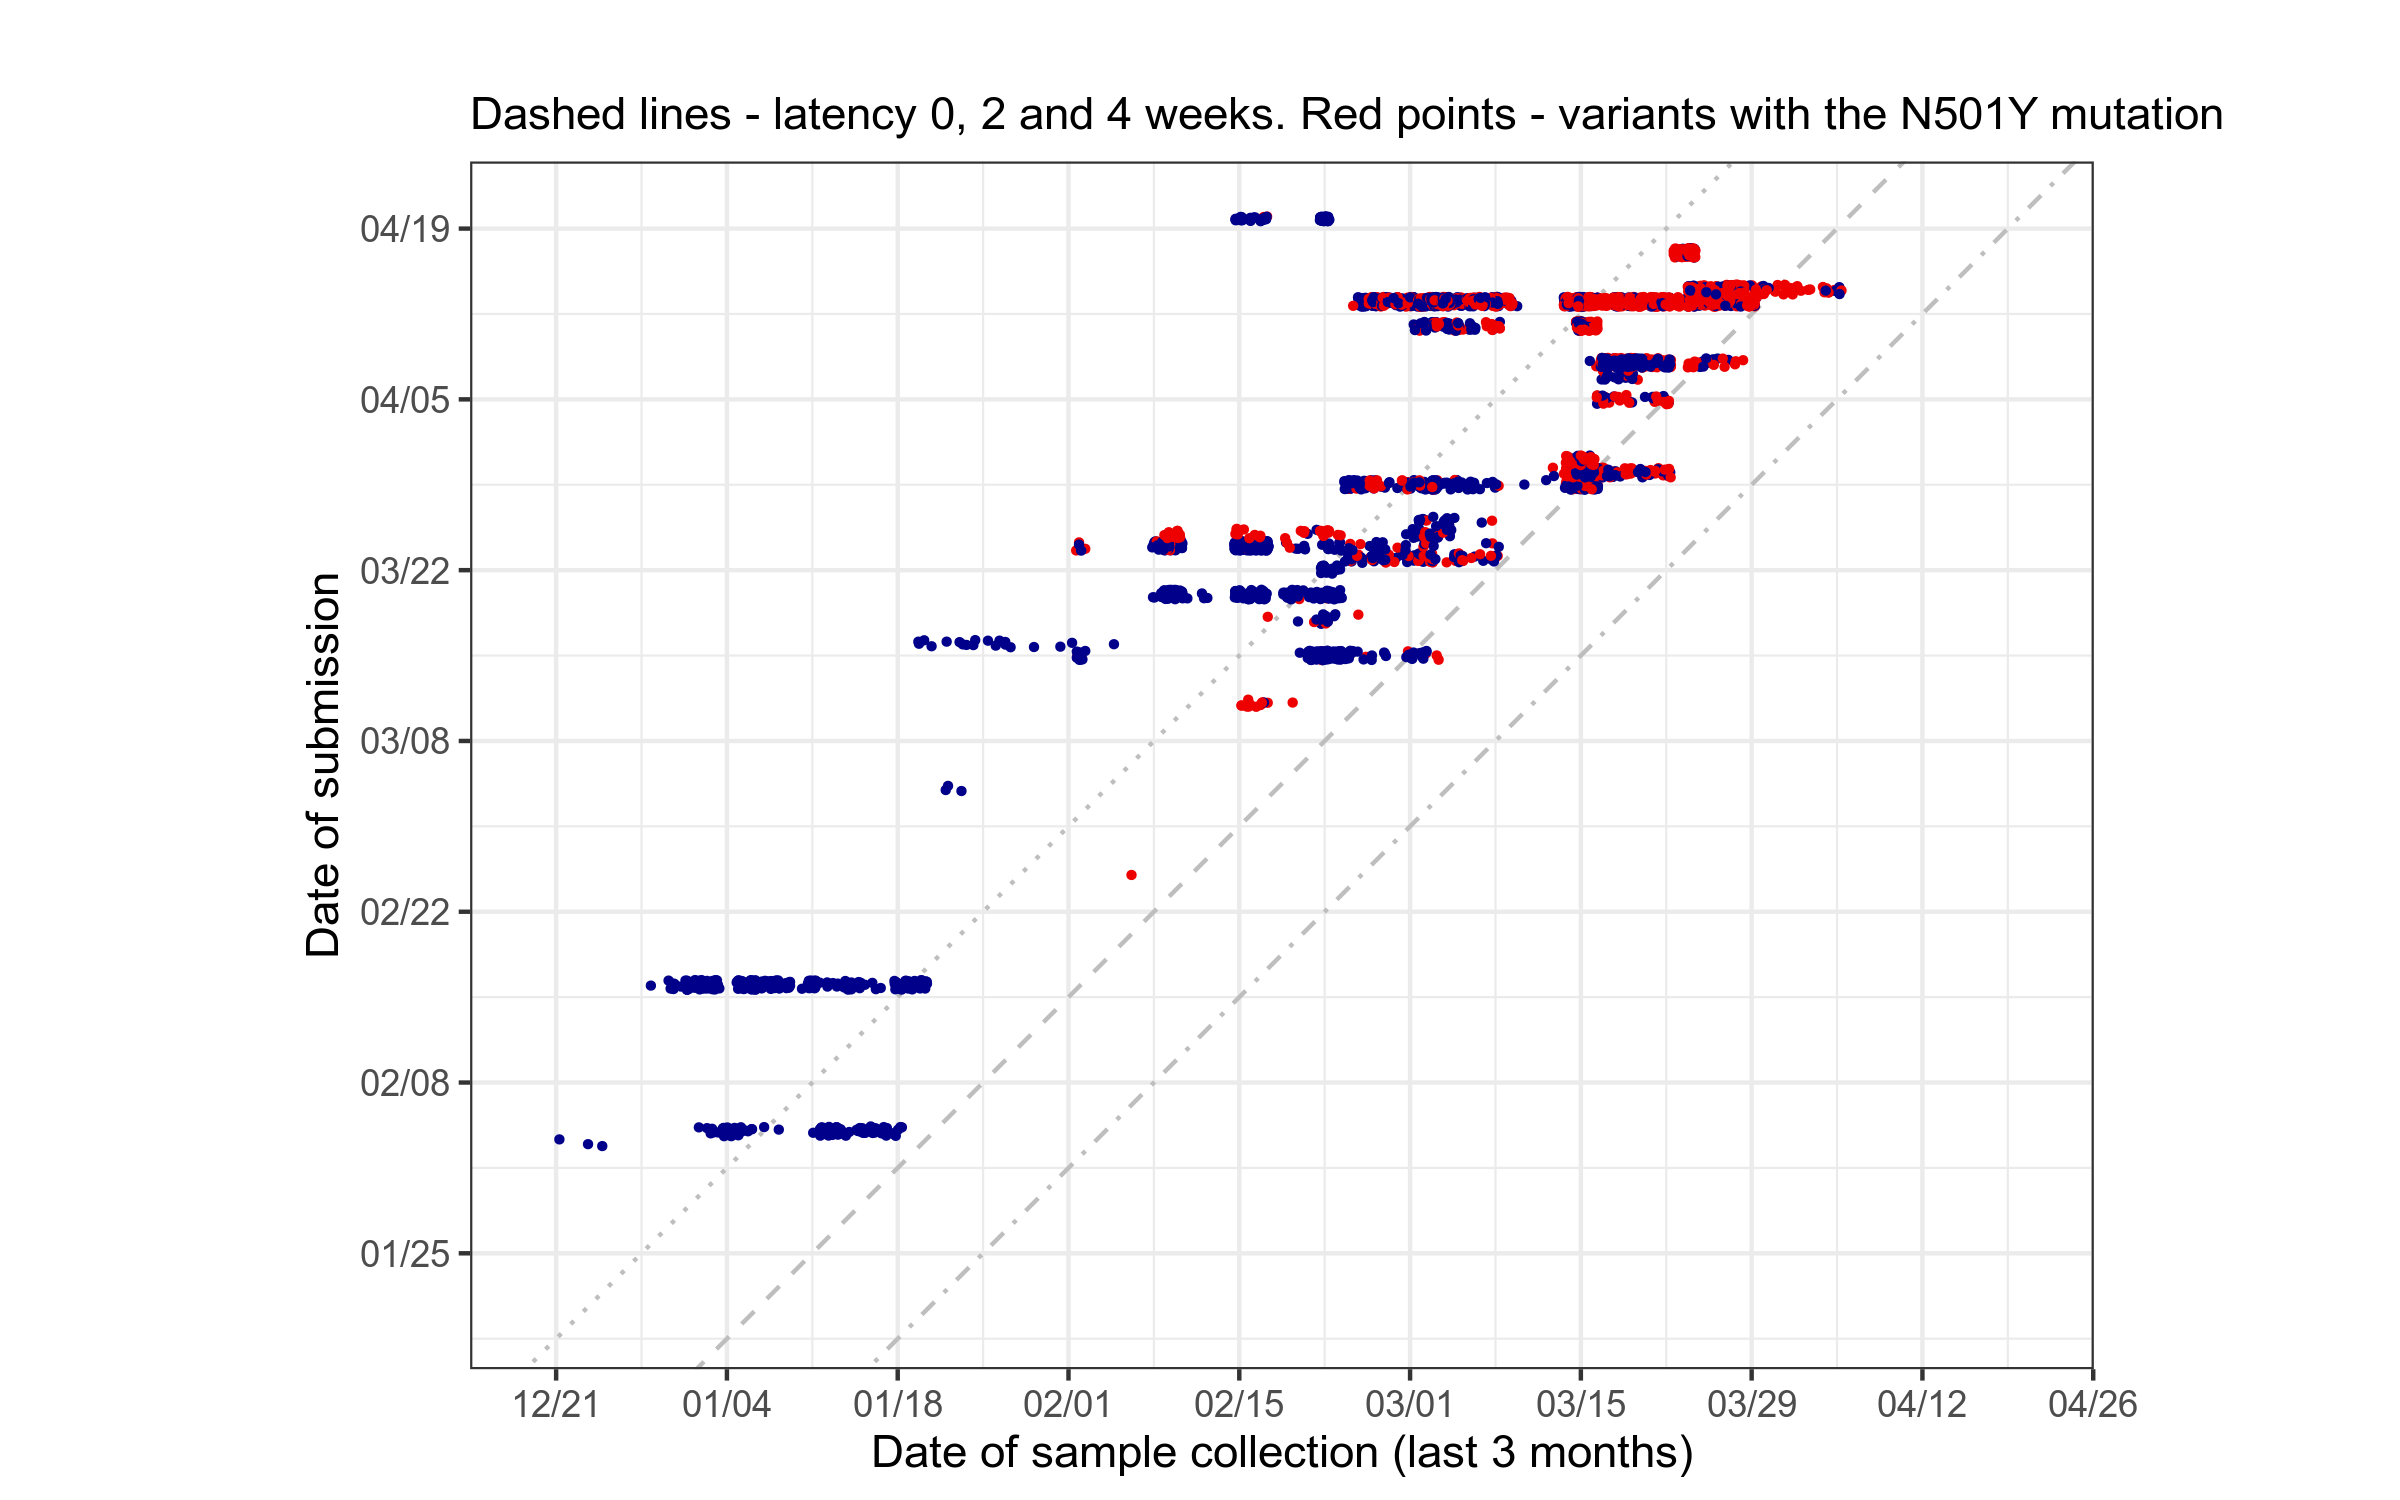 Dashed lines - latency 0, 2 and 4 weeks. Red points - variants with the N501Y mutation
04/19
04/05
03/22
03/08
02/22
02/08
01/25
Date of submission
12/21 01/04 01/18 02/01 02/15 03/01 03/15 03/29 04/12 04/26
Date of sample collection (last 3 months)